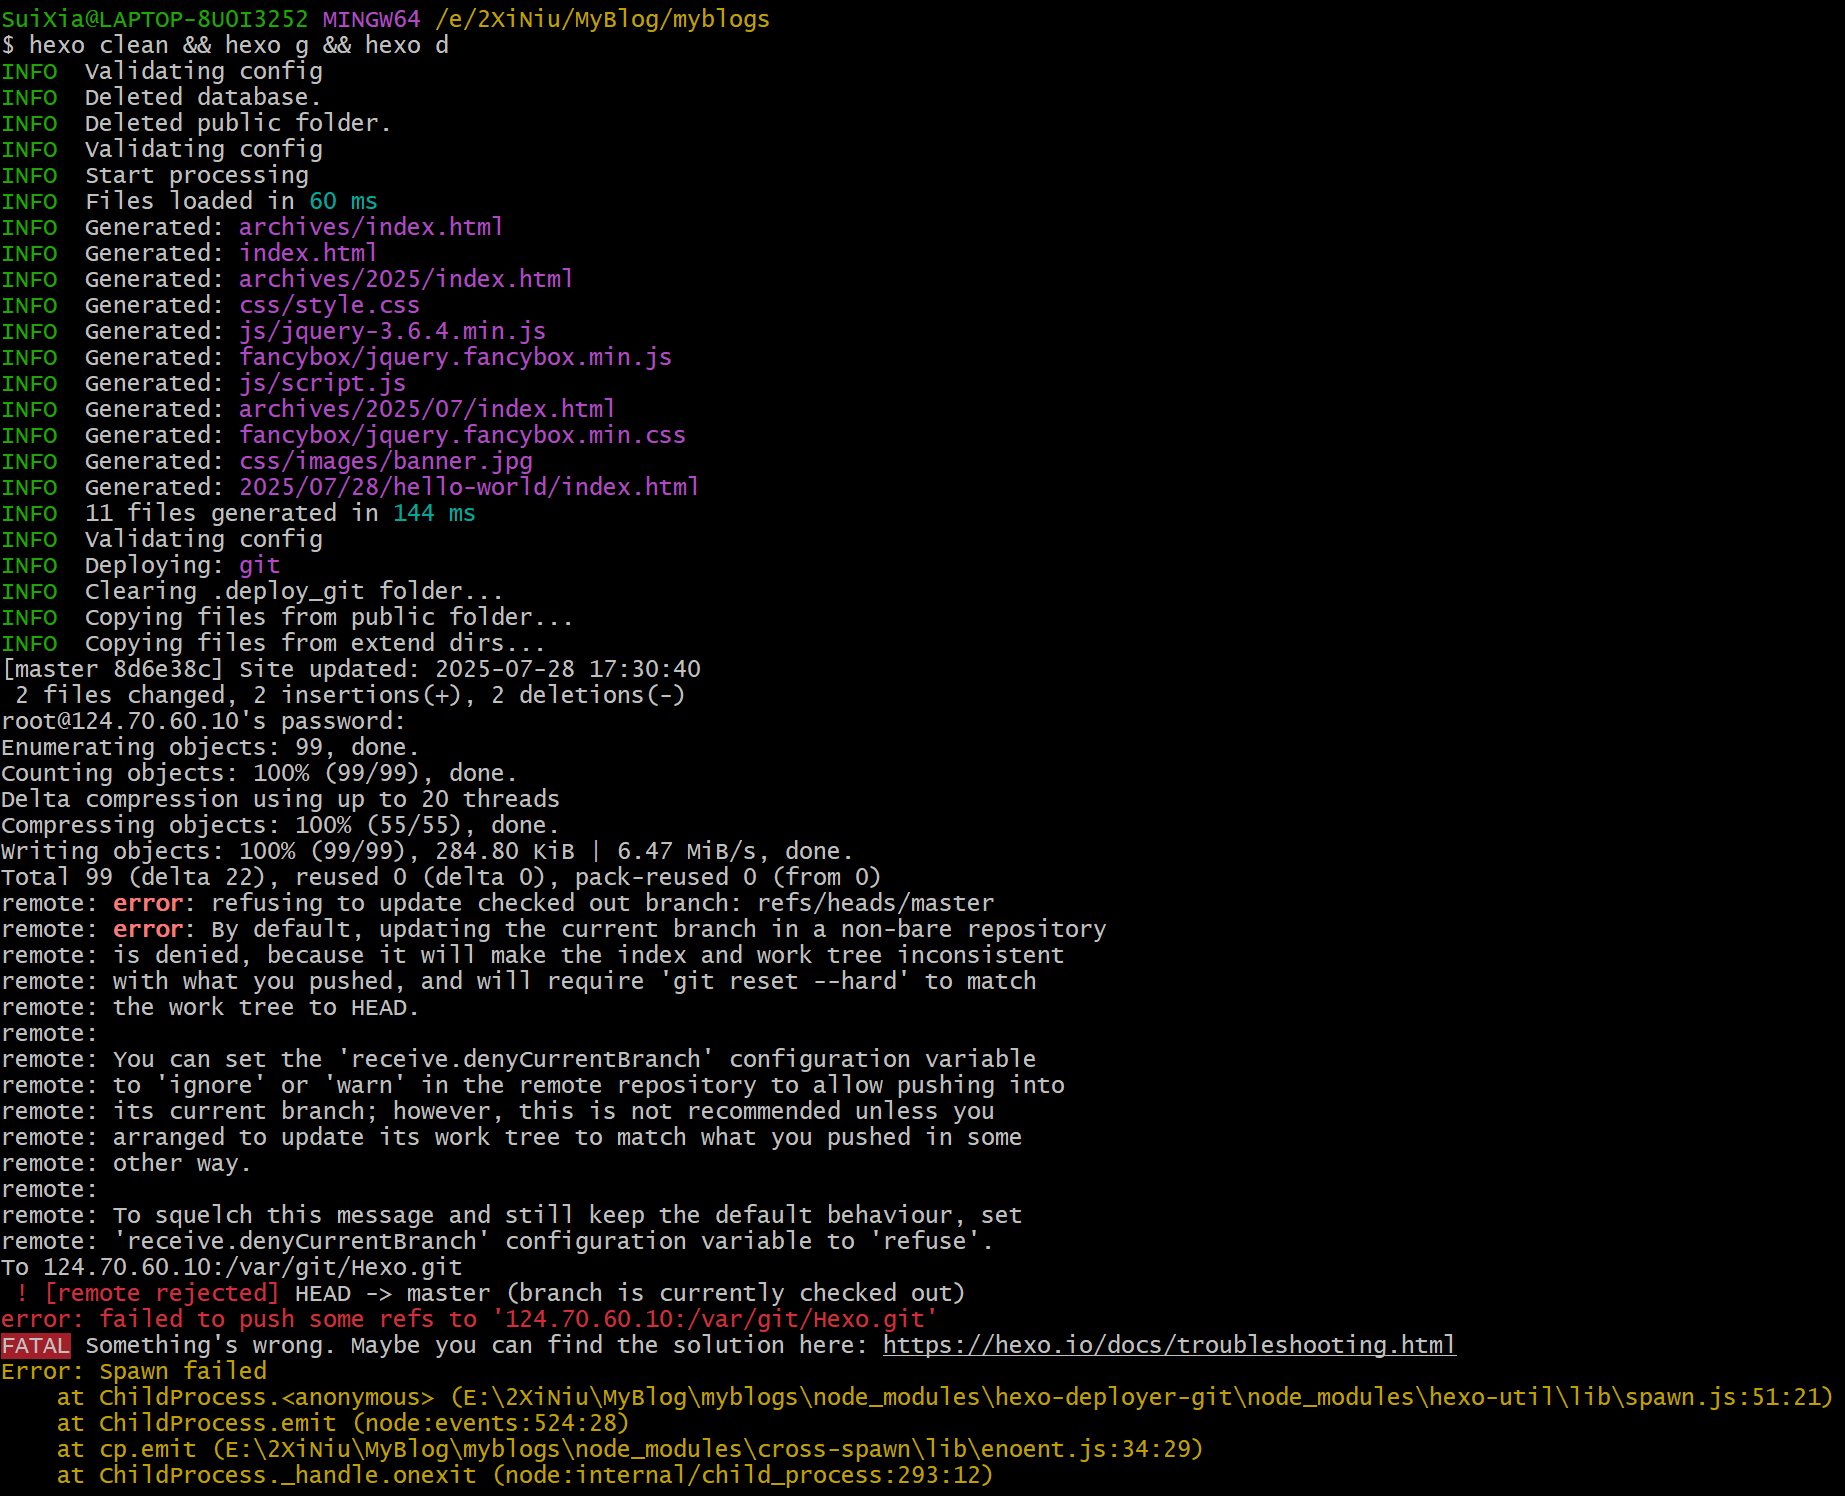 SuiXia@LAPTOP-8UOI3252 MINGW64 /e/2XiNiu/MyBlog/myblogs
$ hexo clean && hexo g && hexo d
INFO  Validating config
INFO  Deleted database.
INFO  Deleted public folder.
INFO  Validating config
INFO  Start processing
INFO  Files loaded in 60 ms
INFO  Generated: archives/index.html
INFO  Generated: index.html
INFO  Generated: archives/2025/index.html
INFO  Generated: css/style.css
INFO  Generated: js/jquery-3.6.4.min.js
INFO  Generated: fancybox/jquery.fancybox.min.js
INFO  Generated: js/script.js
INFO  Generated: archives/2025/07/index.html
INFO  Generated: fancybox/jquery.fancybox.min.css
INFO  Generated: css/images/banner.jpg
INFO  Generated: 2025/07/28/hello-world/index.html
INFO  11 files generated in 144 ms
INFO  Validating config
INFO  Deploying: git
INFO  Clearing .deploy_git folder...
INFO  Copying files from public folder...
INFO  Copying files from extend dirs...
[master 8d6e38c] Site updated: 2025-07-28 17:30:40
 2 files changed, 2 insertions(+), 2 deletions(-)
root@124.70.60.10's password:
Enumerating objects: 99, done.
Counting objects: 100% (99/99), done.
Delta compression using up to 20 threads
Compressing objects: 100% (55/55), done.
Writing objects: 100% (99/99), 284.80 KiB | 6.47 MiB/s, done.
Total 99 (delta 22), reused 0 (delta 0), pack-reused 0 (from 0)
remote: error: refusing to update checked out branch: refs/heads/master
remote: error: By default, updating the current branch in a non-bare repository
remote: is denied, because it will make the index and work tree inconsistent
remote: with what you pushed, and will require 'git reset --hard' to match
remote: the work tree to HEAD.
remote:
remote: You can set the 'receive.denyCurrentBranch' configuration variable
remote: to 'ignore' or 'warn' in the remote repository to allow pushing into
remote: its current branch; however, this is not recommended unless you
remote: arranged to update its work tree to match what you pushed in some
remote: other way.
remote:
remote: To squelch this message and still keep the default behaviour, set
remote: 'receive.denyCurrentBranch' configuration variable to 'refuse'.
To 124.70.60.10:/var/git/Hexo.git
 ! [remote rejected] HEAD -> master (branch is currently checked out)
error: failed to push some refs to '124.70.60.10:/var/git/Hexo.git'
FATAL Something's wrong. Maybe you can find the solution here: https://hexo.io/docs/troubleshooting.html
Error: Spawn failed
    at ChildProcess.<anonymous> (E:\2XiNiu\MyBlog\myblogs\node_modules\hexo-deployer-git\node_modules\hexo-util\lib\spawn.js:51:21)
    at ChildProcess.emit (node:events:524:28)
    at cp.emit (E:\2XiNiu\MyBlog\myblogs\node_modules\cross-spawn\lib\enoent.js:34:29)
    at ChildProcess._handle.onexit (node:internal/child_process:293:12)